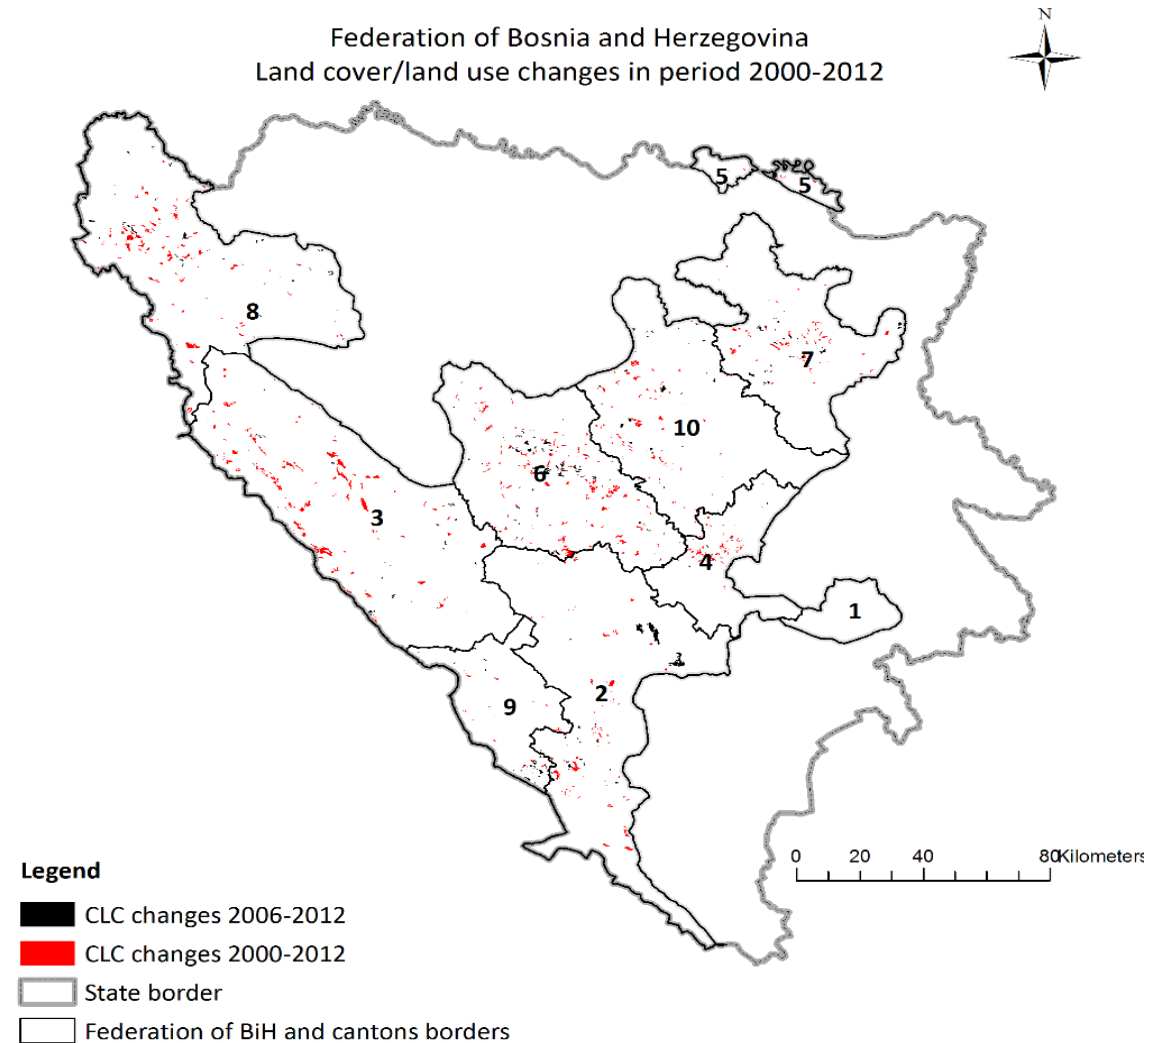 N
Federation of Bosnia and Herzegovina
Land cover/land use changes in period 2000-2012
5
5
8
7
10
6
3
4
1
2
9
0 20 40 80Kilometers
Legend
CLC changes 2006-2012
CLC changes 2000-2012
State border
Federation of BiH and cantons borders